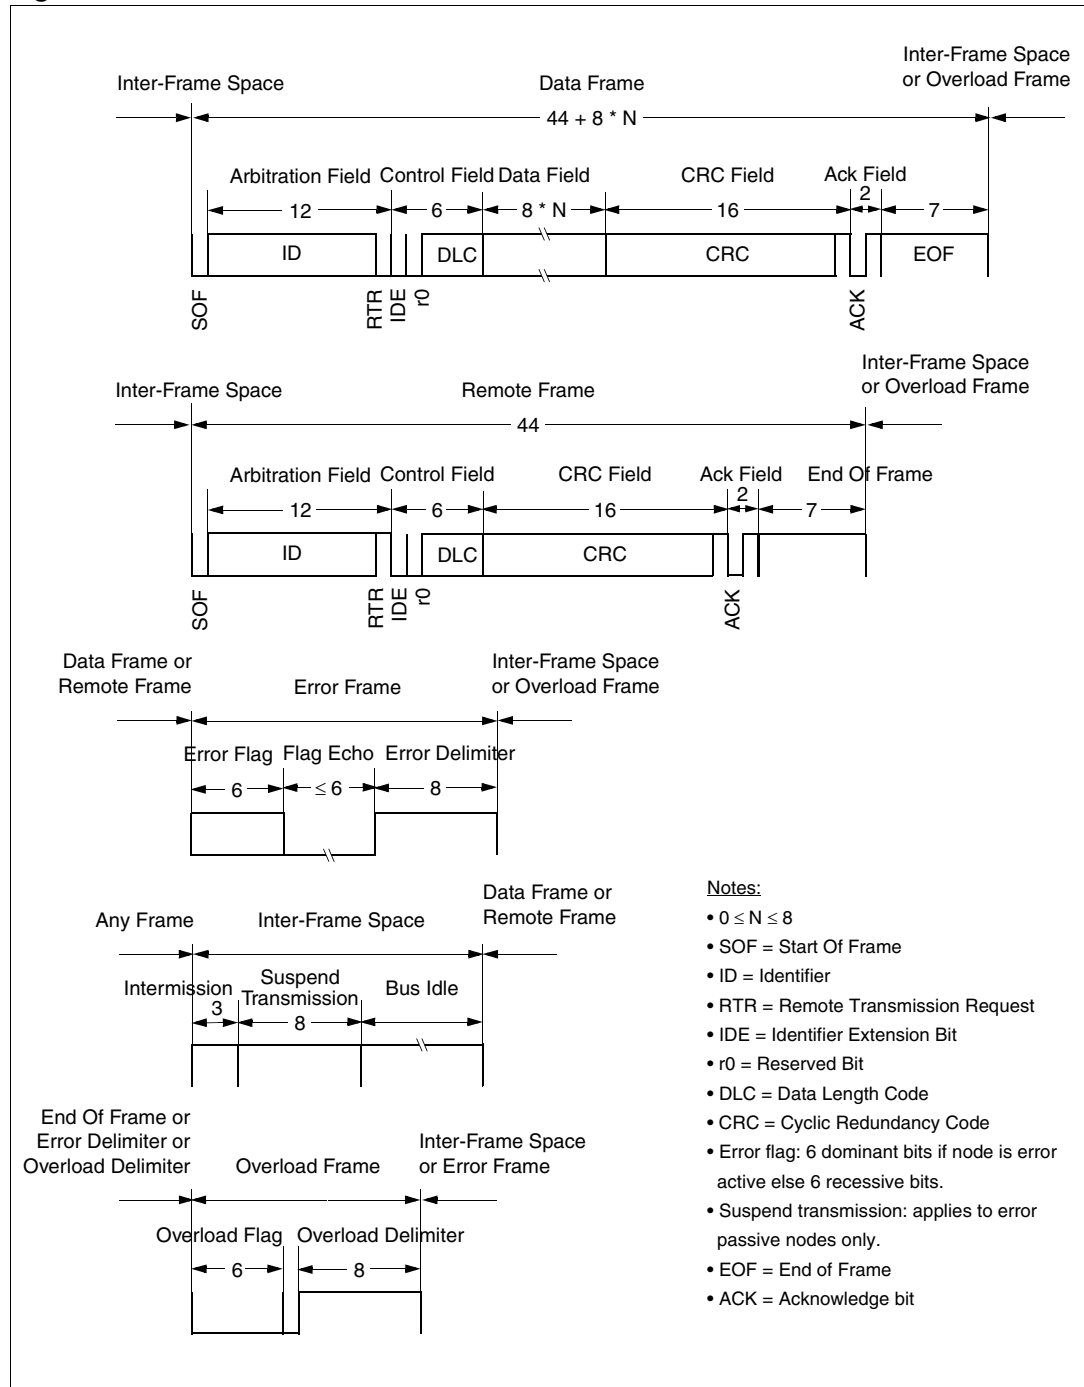 Inter-Frame Space
Data Frame
Inter-Frame Space
or Overload Frame
44 + 8 * N
Arbitration Field
Control Field
Data Field
CRC Field
Ack Field
12
6
8 * N
16
2
7
ID
DLC
CRC
EOF
SOF
RTR
IDE
r0
ACK
Inter-Frame Space
Remote Frame
Inter-Frame Space
or Overload Frame
44
Arbitration Field
Control Field
CRC Field
Ack Field
End Of Frame
12
6
16
2
7
ID
DLC
CRC
SOF
RTR
IDE
r0
ACK
Data Frame or
Remote Frame
Error Frame
Inter-Frame Space
or Overload Frame
Error Flag
Flag Echo
Error Delimiter
6
≤ 6
8
Any Frame
Inter-Frame Space
Data Frame or
Remote Frame
Intermission
Suspend
Transmission
Bus Idle
3
8
End Of Frame or
Error Delimiter or
Overload Delimiter
Overload Frame
Inter-Frame Space
or Error Frame
Overload Flag
Overload Delimiter
6
8
Notes:
• 0 ≤ N ≤ 8
• SOF = Start Of Frame
• ID = Identifier
• RTR = Remote Transmission Request
• IDE = Identifier Extension Bit
• r0 = Reserved Bit
• DLC = Data Length Code
• CRC = Cyclic Redundancy Code
• Error flag: 6 dominant bits if node is error
active else 6 recessive bits.
• Suspend transmission: applies to error
passive nodes only.
• EOF = End of Frame
• ACK = Acknowledge bit